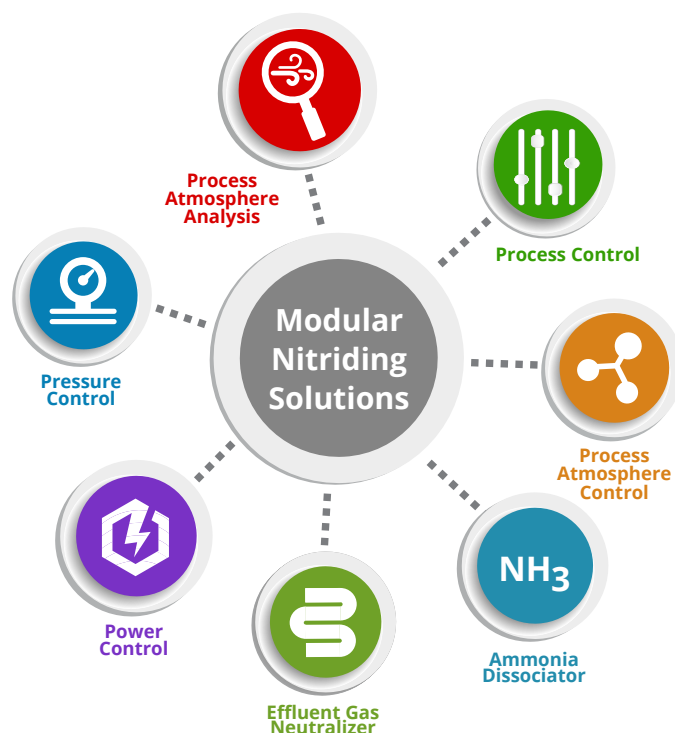 Process
Atmosphere
Analysis
Process Control
Modular
Nitriding
Solutions
Pressure
Control
Process
Atmosphere
Control
NH3
Ammonia
Dissociator
Power
Control
Effluent Gas
Neutralizer